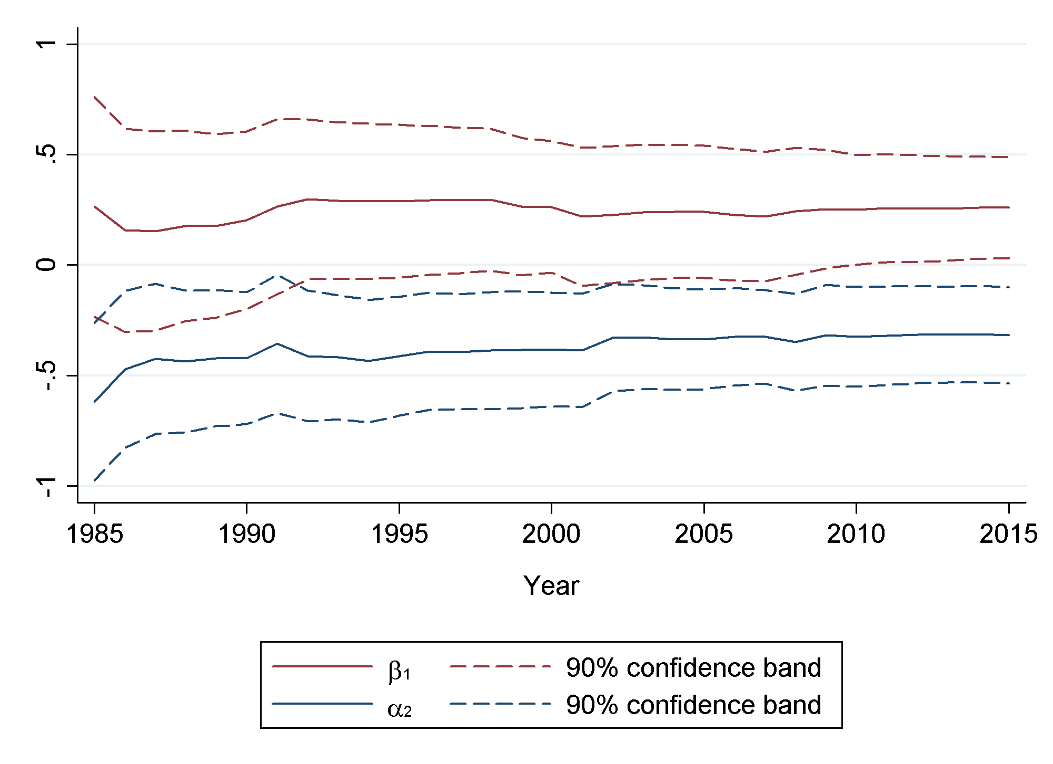 1
.5
0
-.5
-1
1985 1990 1995 2000 2005 2010 2015
Year
β₁ 90% confidence band
α₂ 90% confidence band